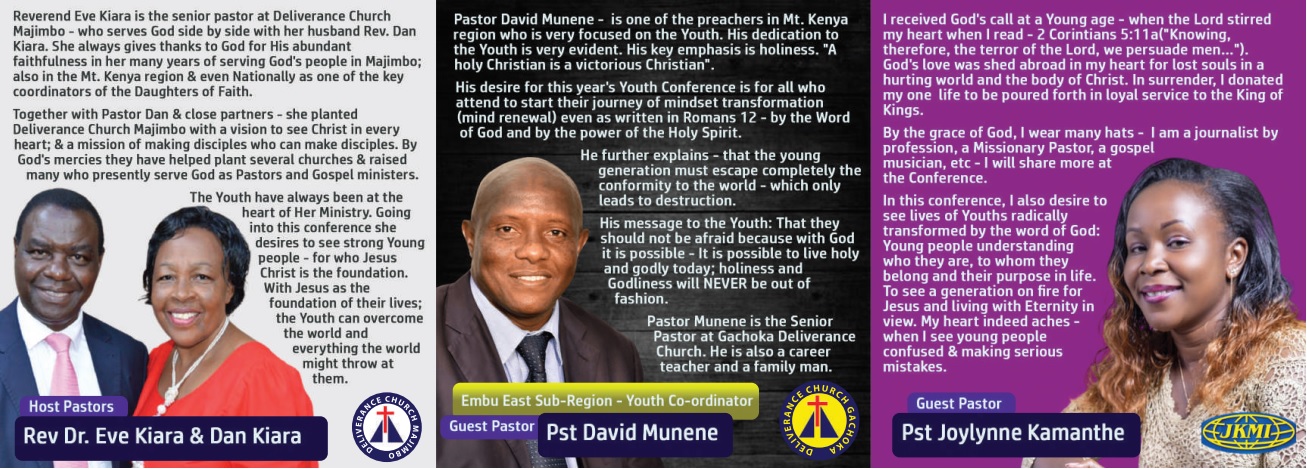 Reverend Eve Kiara is the senior pastor at Deliverance Church
Majimbo - who serves God side by side with her husband Rev. Dan
Kiara. She always gives thanks to God for His abundant
faithfulness in her many years of serving God's people in Majimbo;
also in the Mt. Kenya region & even Nationally as one of the key
coordinators of the Daughters of Faith.
Together with Pastor Dan & close partners - she planted
Deliverance Church Majimbo with a vision to see Christ in every
heart; & a mission of making disciples who can make disciples. By
God's mercies they have helped plant several churches & raised
many who presently serve God as Pastors and Gospel ministers.
The Youth have always been at the
heart of Her Ministry. Going
into this conference she
desires to see strong Young
people - for who Jesus
Christ is the foundation.
With Jesus as the
foundation of their lives;
the Youth can overcome
the world and
everything the world
might throw at
them.
Host Pastors
Rev Dr. Eve Kiara & Dan Kiara
DELIVERANCE CHURCH MAJIMBO
Pastor David Munene - is one of the preachers in Mt. Kenya
region who is very focused on the Youth. His dedication to
the Youth is very evident. His key emphasis is holiness. "A
holy Christian is a victorious Christian".
His desire for this year's Youth Conference is for all who
attend to start their journey of mindset transformation
(mind renewal) even as written in Romans 12 - by the Word
of God and by the power of the Holy Spirit.
He further explains - that the young
generation must escape completely the
conformity to the world - which only
leads to destruction.
His message to the Youth: That they
should not be afraid because with God
it is possible - It is possible to live holy
and godly today; holiness and
Godliness will NEVER be out of
fashion.
Pastor Munene is the Senior
Pastor at Gachoka Deliverance
Church. He is also a career
teacher and a family man.
Embu East Sub-Region - Youth Co-ordinator
Guest Pastor
Pst David Munene
DELIVERANCE CHURCH GACHOKA
I received God's call at a Young age - when the Lord stirred
my heart when I read - 2 Corinthians 5:11a("Knowing,
therefore, the terror of the Lord, we persuade men...").
God's love was shed abroad in my heart for lost souls in a
hurting world and the body of Christ. In surrender, I donated
my one life to be poured forth in loyal service to the King of
Kings.
By the grace of God, I wear many hats - I am a journalist by
profession, a Missionary Pastor, a gospel
musician, etc - I will share more at
the Conference.
In this conference, I also desire to
see lives of Youths radically
transformed by the word of God:
Young people understanding
who they are, to whom they
belong and their purpose in life.
To see a generation on fire for
Jesus and living with Eternity in
view. My heart indeed aches -
when I see young people
confused & making serious
mistakes.
Guest Pastor
Pst Joylynne Kamanthe
JKMI